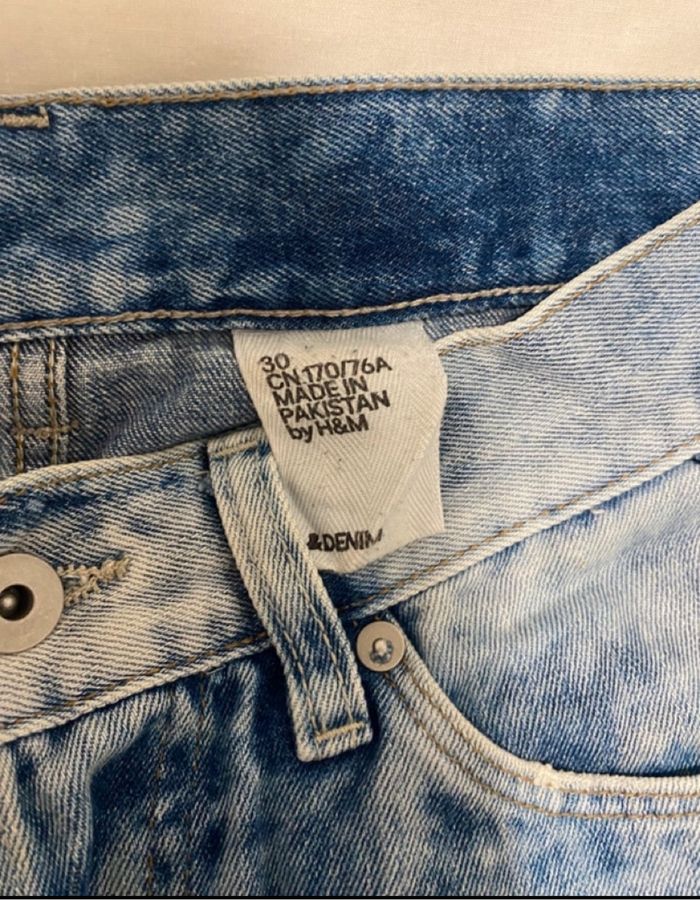 30
CN 170/76A
MADE IN
PAKISTAN
by H&M
&DENIM